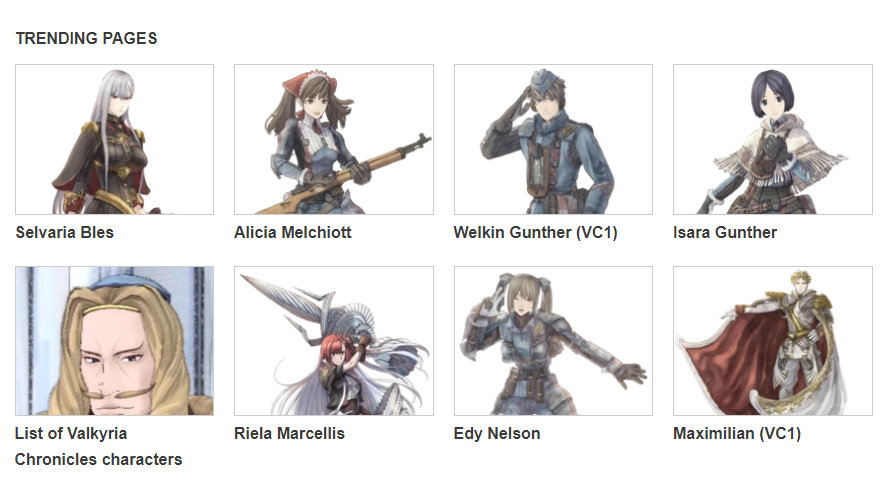 TRENDING PAGES
Selvaria Bles
Alicia Melchiott
Welkin Gunther (VC1)
Isara Gunther
List of Valkyria
Chronicles characters
Riela Marcellis
Edy Nelson
Maximilian (VC1)